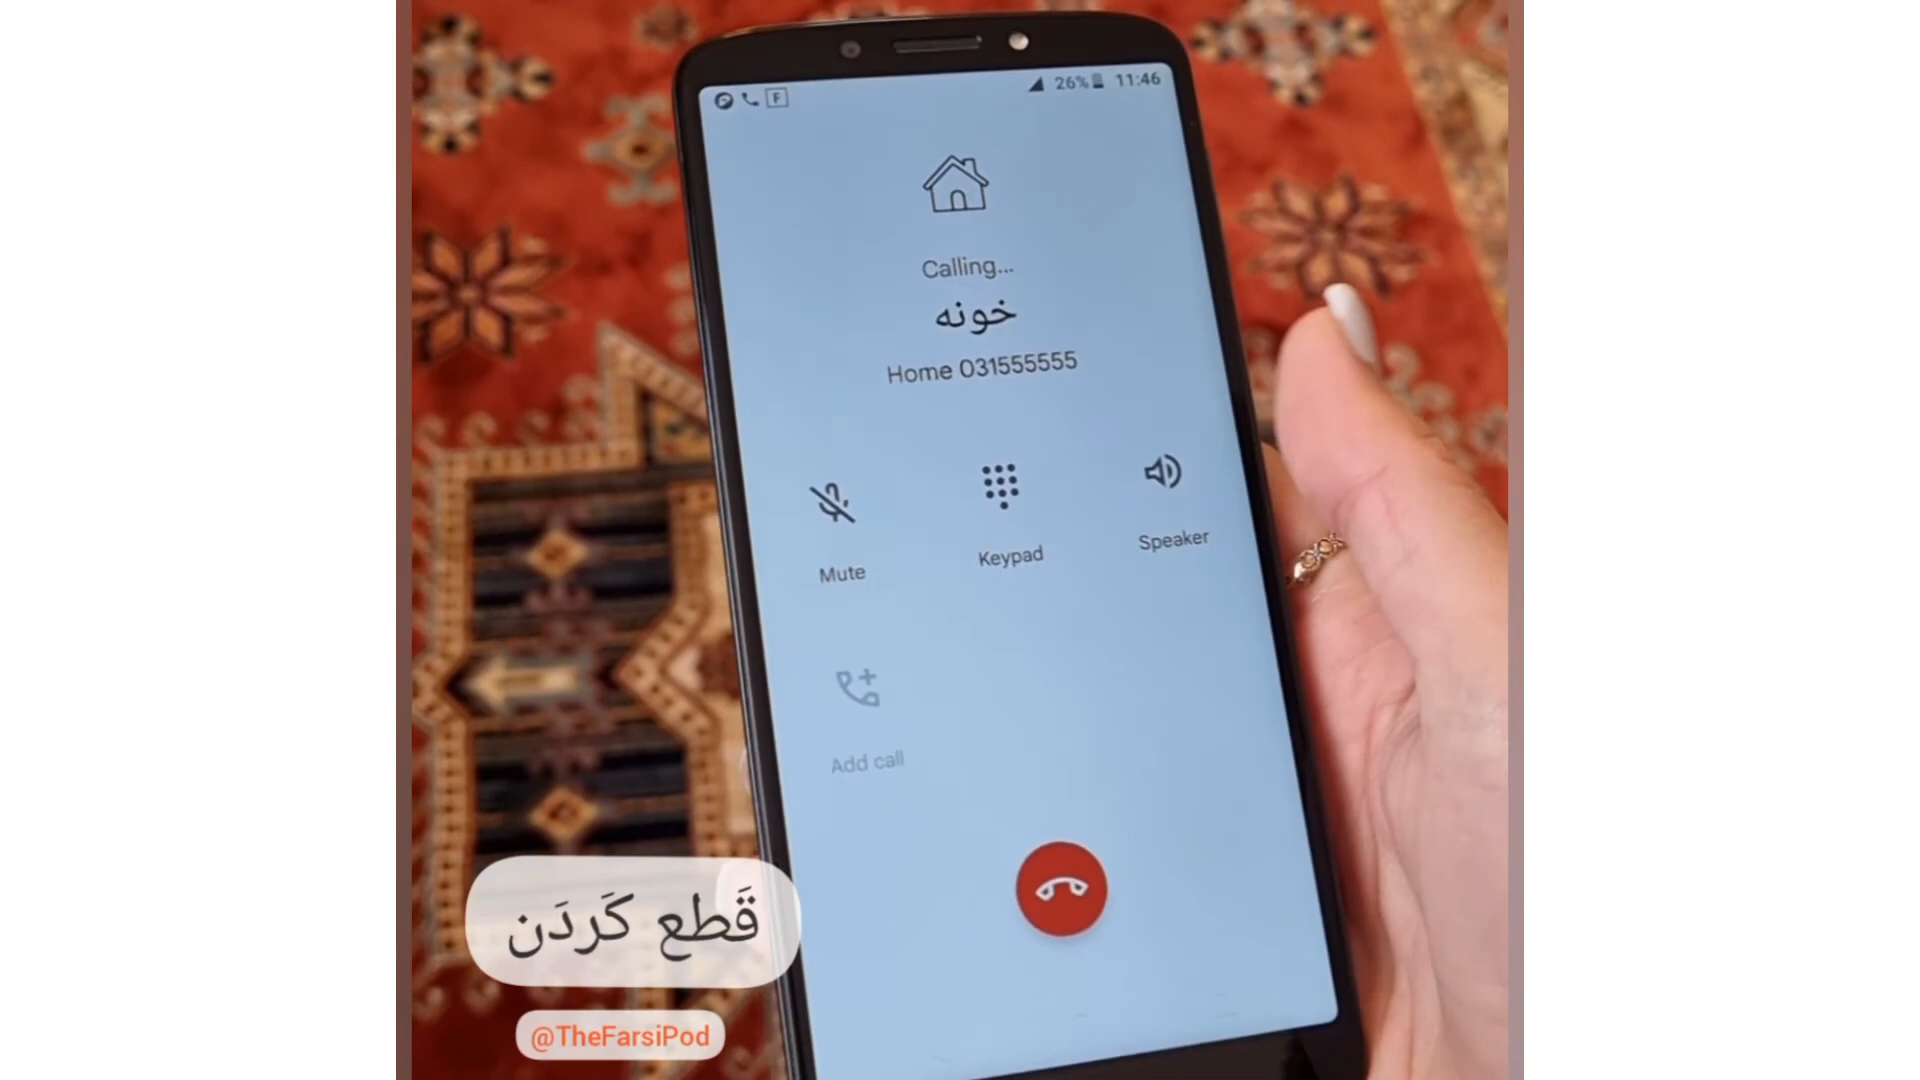 26% 11:46
F
Calling...
خونه
Home 031555555
Mute
Keypad
Speaker
Add call
قَطع کَردَن
@TheFarsiPod